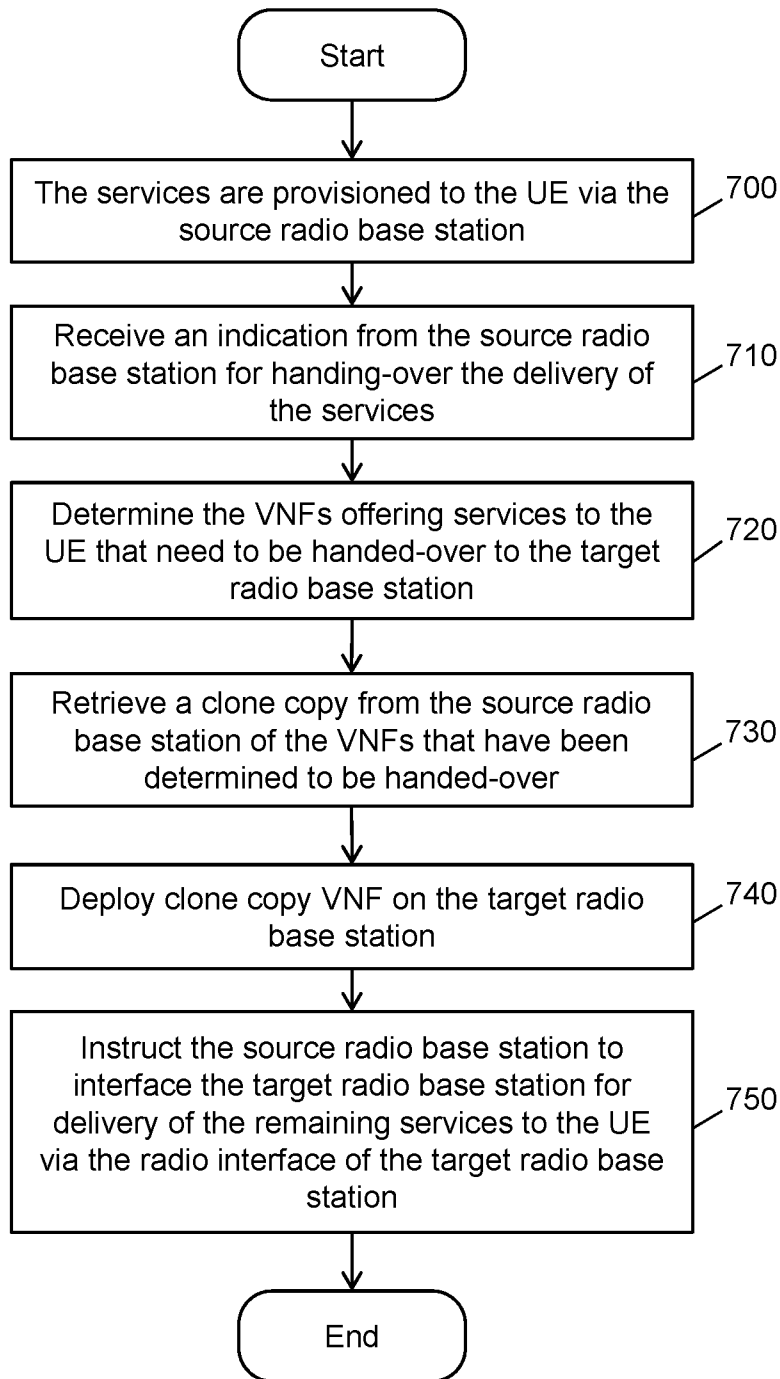 Start
The services are provisioned to the UE via the
source radio base station
700
Receive an indication from the source radio
base station for handing-over the delivery of
the services
710
Determine the VNFs offering services to the
UE that need to be handed-over to the target
radio base station
720
Retrieve a clone copy from the source radio
base station of the VNFs that have been
determined to be handed-over
730
Deploy clone copy VNF on the target radio
base station
740
Instruct the source radio base station to
interface the target radio base station for
delivery of the remaining services to the UE
via the radio interface of the target radio base
station
750
End